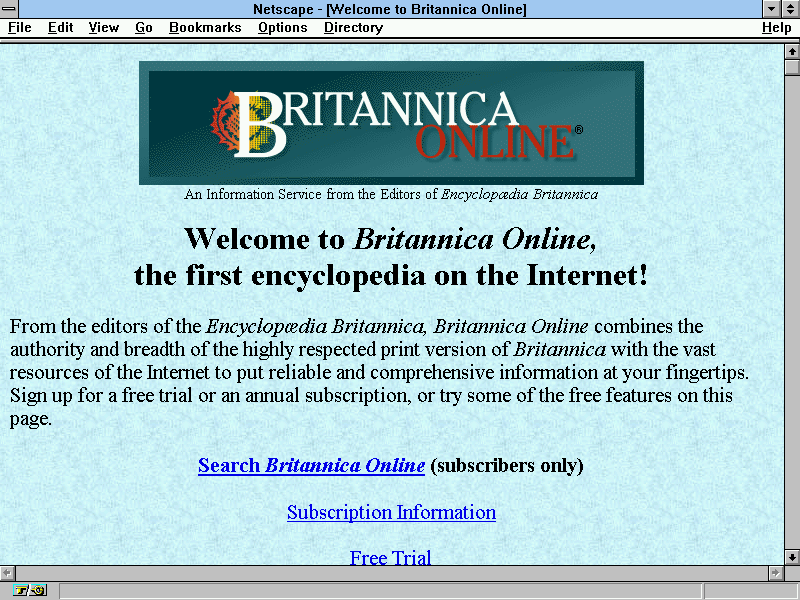 Netscape - [Welcome to Britannica Online]
File Edit View Go Bookmarks Options Directory Help
BRITANNICA
ONLINE®
An Information Service from the Editors of Encyclopædia Britannica
Welcome to Britannica Online,
the first encyclopedia on the Internet!
From the editors of the Encyclopædia Britannica, Britannica Online combines the
authority and breadth of the highly respected print version of Britannica with the vast
resources of the Internet to put reliable and comprehensive information at your fingertips.
Sign up for a free trial or an annual subscription, or try some of the free features on this
page.
Search Britannica Online (subscribers only)
Subscription Information
Free Trial